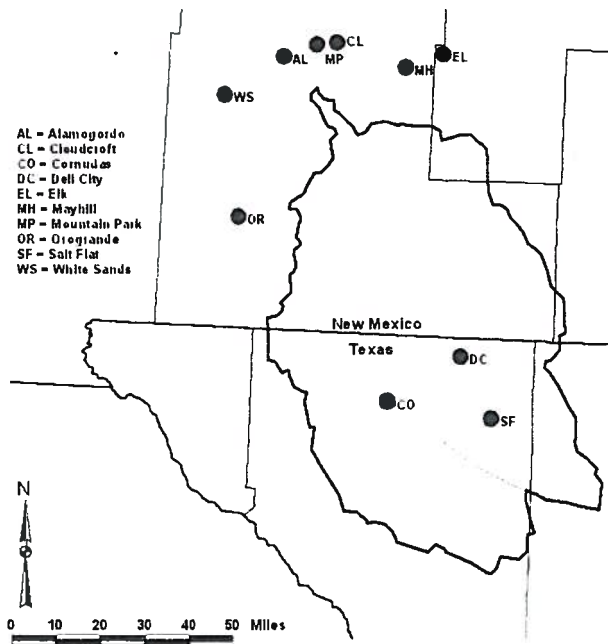 CL
AL
MP
EL
MH
WS
AL = Alamogordo
CL = Cloudcroft
CO = Cornudas
DC = Dell City
EL = Elk
MH = Mayhill
MP = Mountain Park
OR = Orogrande
SF = Salt Flat
WS = White Sands
OR
New Mexico
Texas
DC
CO
SF
N
0 10 20 30 40 50 Miles